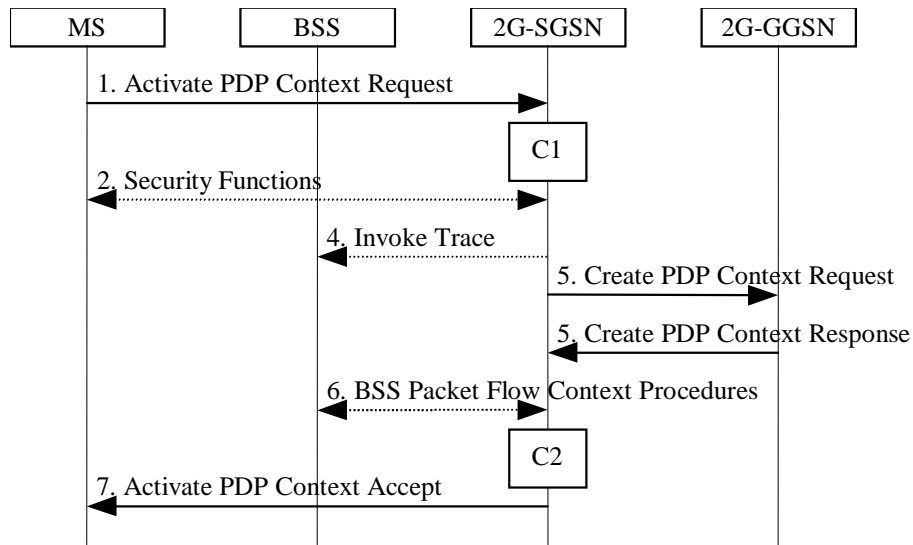 MS BSS 2G-SGSN 2G-GGSN
1. Activate PDP Context Request
C1
2. Security Functions
4. Invoke Trace
5. Create PDP Context Request
5. Create PDP Context Response
6. BSS Packet Flow Context Procedures
C2
7. Activate PDP Context Accept